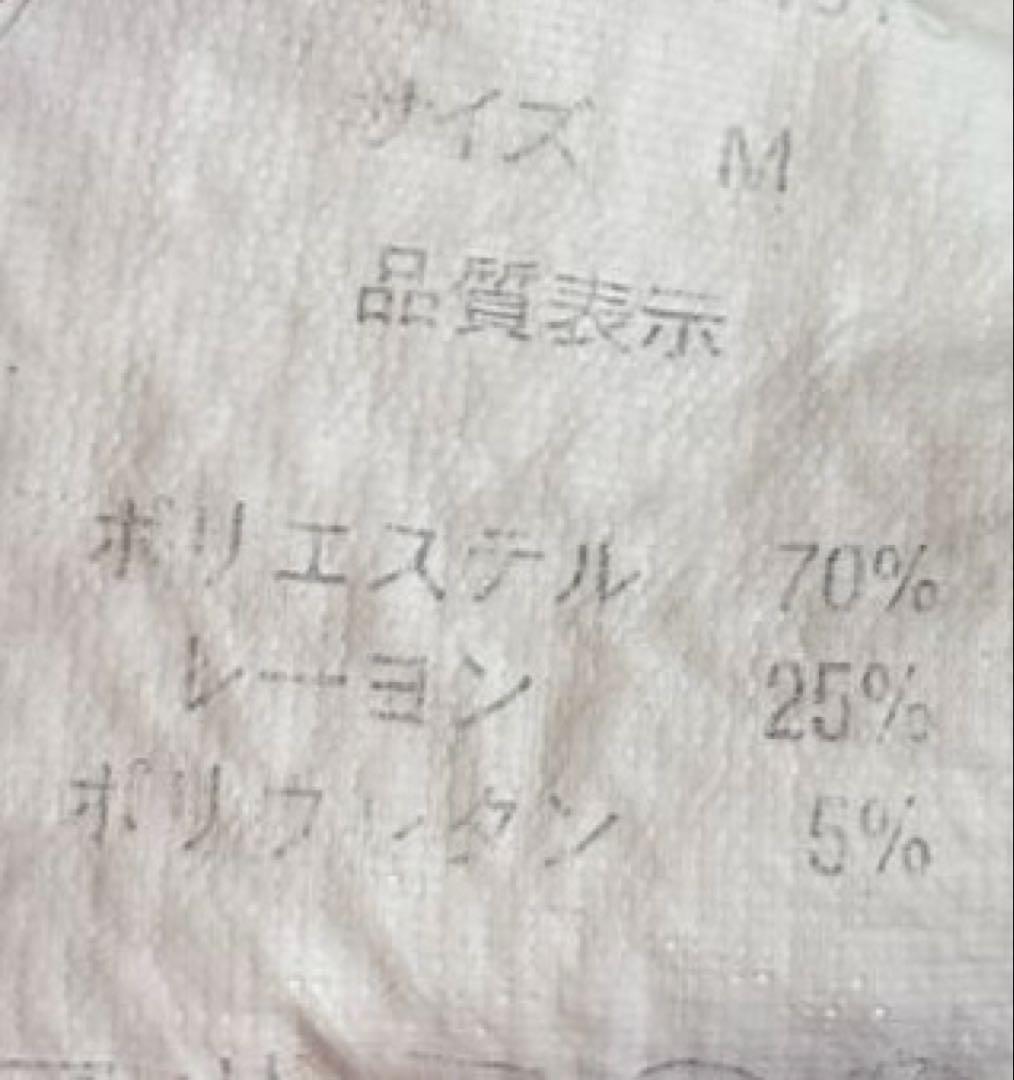 サイズ M
品質表示
ポリエステル 70%
レーヨン 25%
ポリウレタン 5%